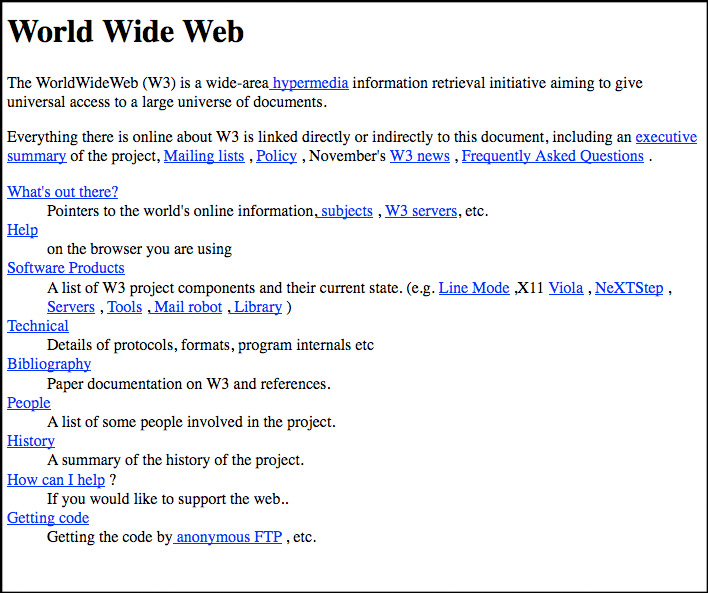 World Wide Web
The WorldWideWeb (W3) is a wide-area hypermedia information retrieval initiative aiming to give
universal access to a large universe of documents.
Everything there is online about W3 is linked directly or indirectly to this document, including an executive
summary of the project, Mailing lists , Policy , November's W3 news , Frequently Asked Questions .
What's out there?
Pointers to the world's online information, subjects , W3 servers, etc.
Help
on the browser you are using
Software Products
A list of W3 project components and their current state. (e.g. Line Mode ,X11 Viola , NeXTStep ,
Servers , Tools , Mail robot , Library )
Technical
Details of protocols, formats, program internals etc
Bibliography
Paper documentation on W3 and references.
People
A list of some people involved in the project.
History
A summary of the history of the project.
How can I help ?
If you would like to support the web..
Getting code
Getting the code by anonymous FTP , etc.